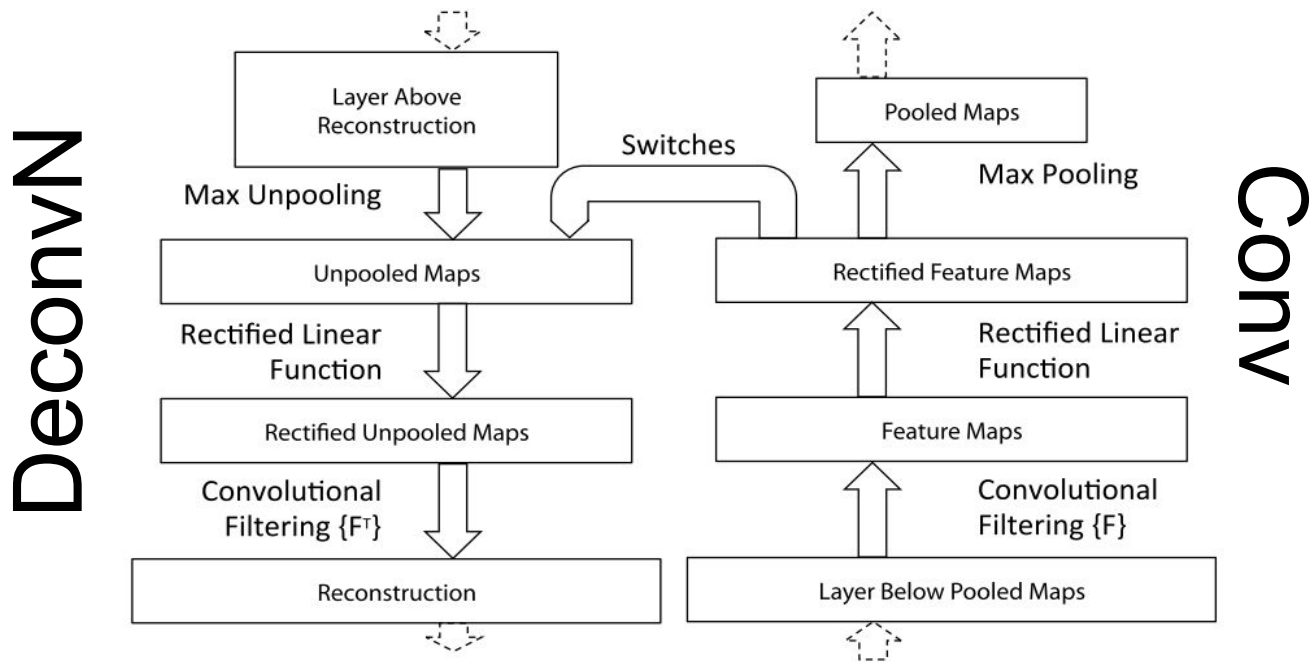 DeconvN
Layer Above
Reconstruction
Max Unpooling
Unpooled Maps
Rectified Linear
Function
Rectified Unpooled Maps
Convolutional
Filtering {Fᵀ}
Reconstruction
Switches
Pooled Maps
Max Pooling
Rectified Feature Maps
Rectified Linear
Function
Feature Maps
Convolutional
Filtering {F}
Layer Below Pooled Maps
Conv